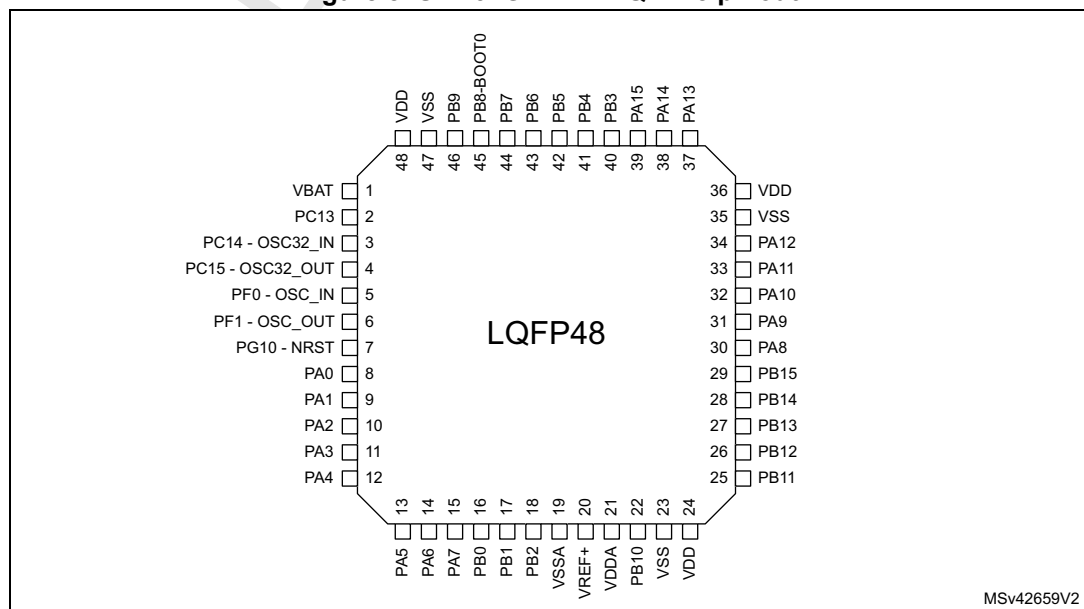 PB8-BOOT0
VDD VSS PB9 PB7 PB6 PB5 PB4 PB3 PA15 PA14 PA13
48 47 46 45 44 43 42 41 40 39 38 37
VBAT 1 36 VDD
PC13 2 35 VSS
PC14 - OSC32_IN 3 34 PA12
PC15 - OSC32_OUT 4 33 PA11
PF0 - OSC_IN 5 32 PA10
PF1 - OSC_OUT 6 31 PA9
LQFP48
PG10 - NRST 7 30 PA8
PA0 8 29 PB15
PA1 9 28 PB14
PA2 10 27 PB13
PA3 11 26 PB12
PA4 12 25 PB11
13 14 15 16 17 18 19 20 21 22 23 24
PA5 PA6 PA7 PB0 PB1 PB2 VSSA VREF+ VDDA PB10 VSS VDD
MSv42659V2